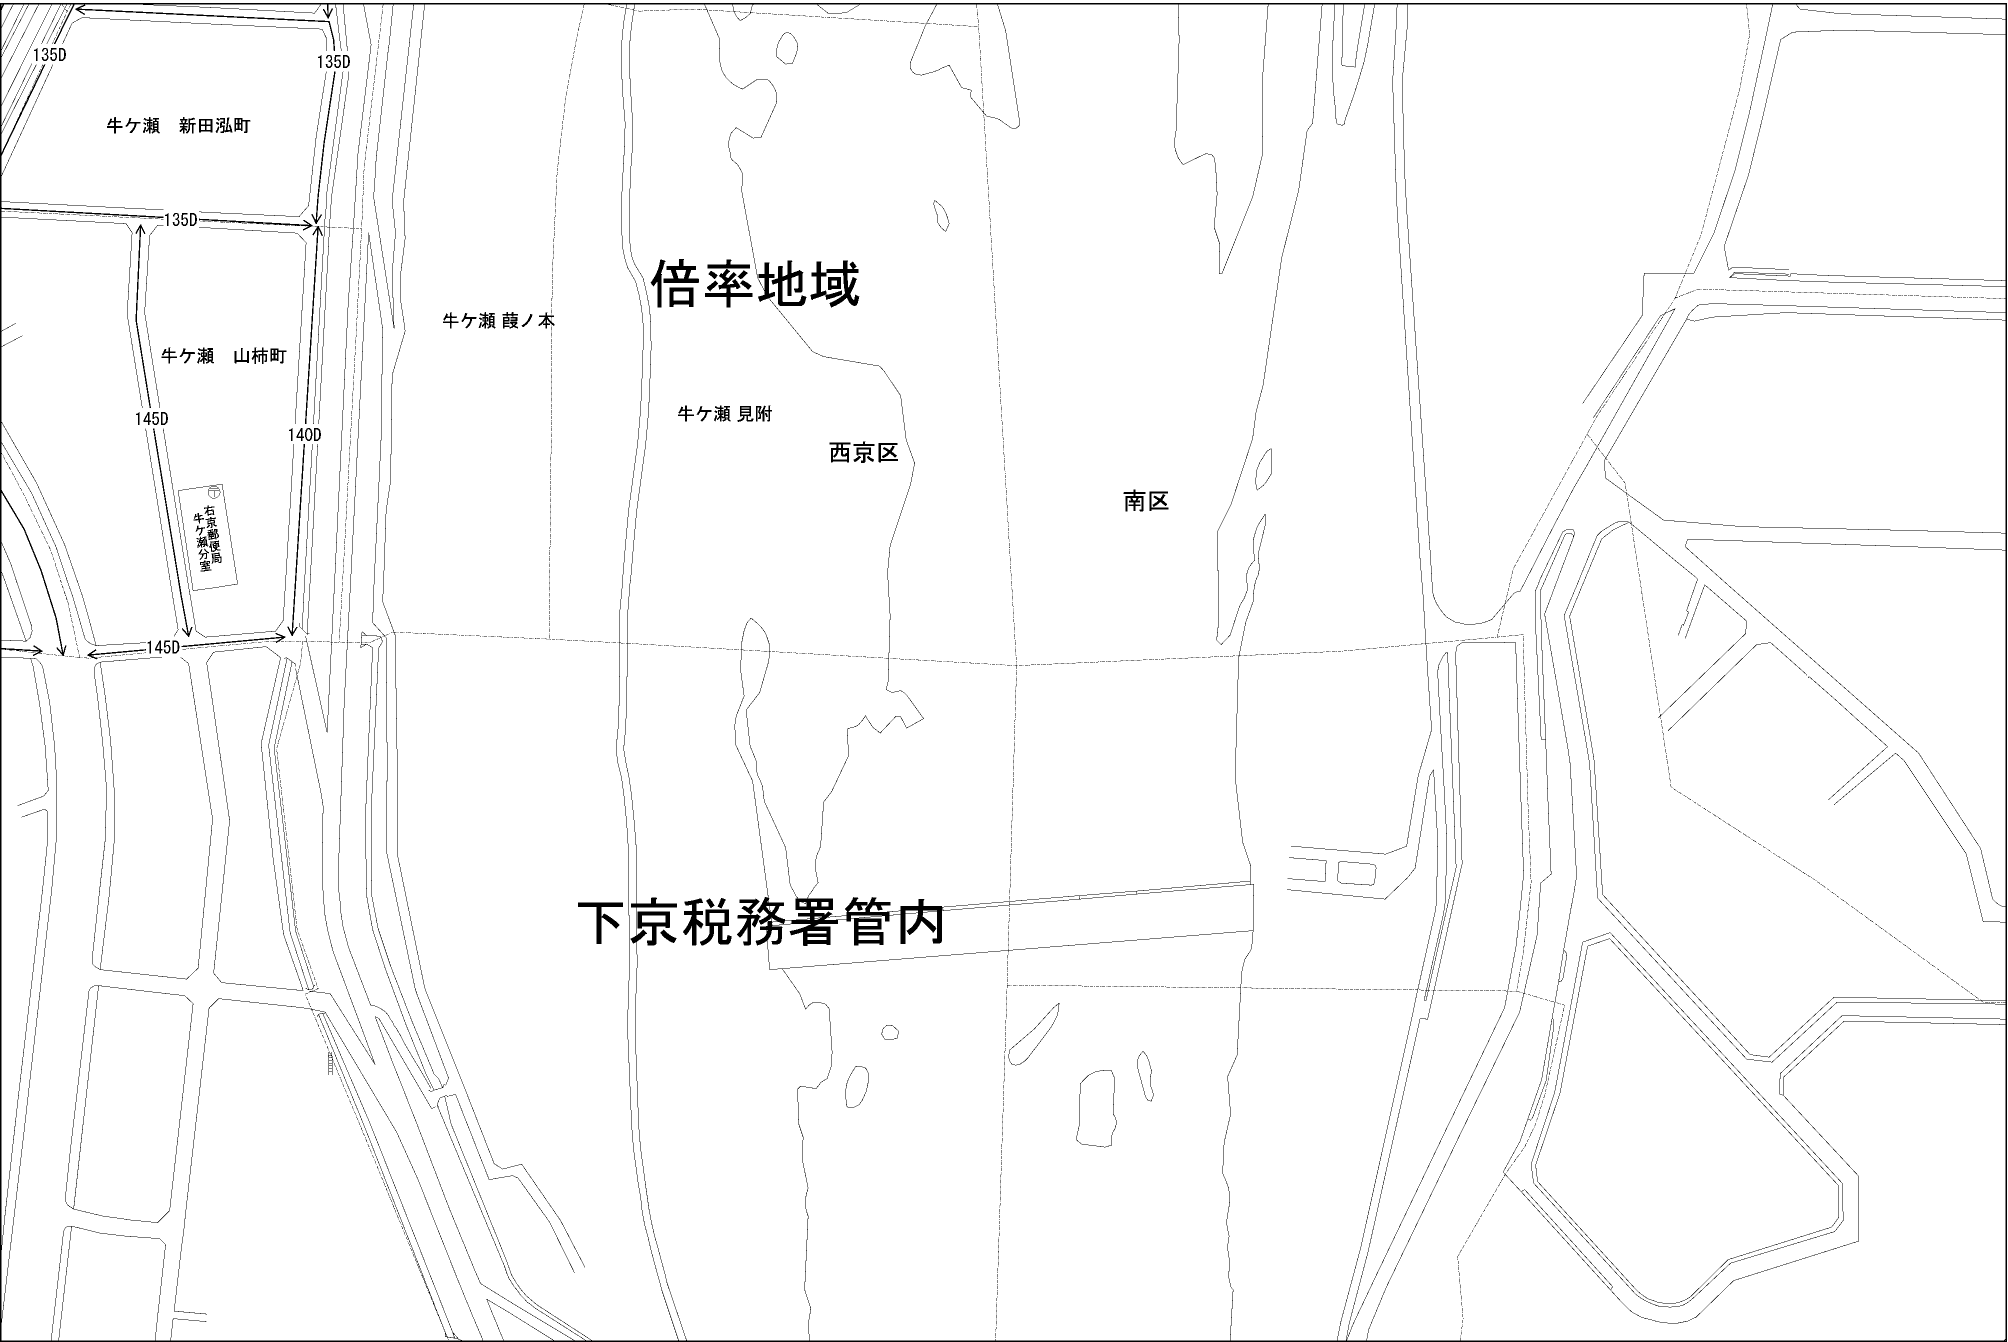 135D
135D
牛ケ瀬　新田泓町
135D
倍率地域
牛ケ瀬 葭ノ本
牛ケ瀬　山柿町
牛ケ瀬 見附
145D
140D
西京区
南区
右京郵便局
牛ケ瀬分室
145D
下京税務署管内